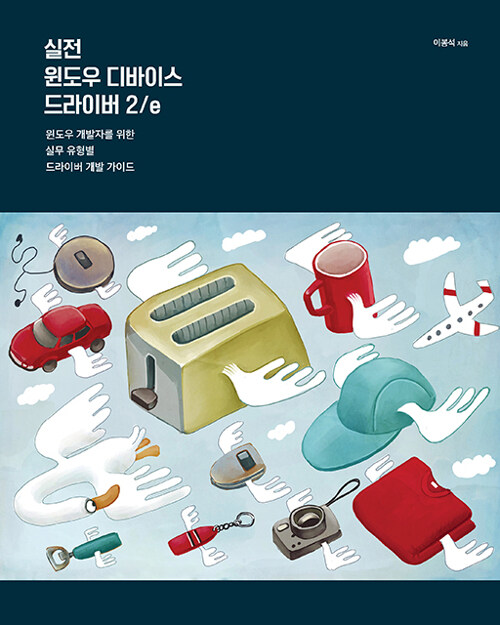 실전
윈도우 디바이스
드라이버 2/e
윈도우 개발자를 위한
실무 유형별
드라이버 개발 가이드
이봉석 지음